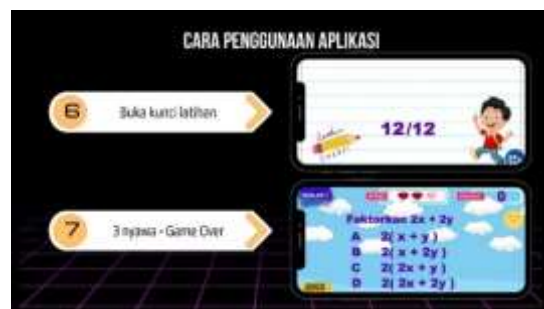 CARA PENGGUNAAN APLIKASI
6
Buka kunci latihan
12/12
7
3 nyawa - Game Over
0
Faktorkan 2x + 2y
A 2( x + y )
B 2( x + 2y )
C 2( 2x + y )
D 2( 2x + 2y )